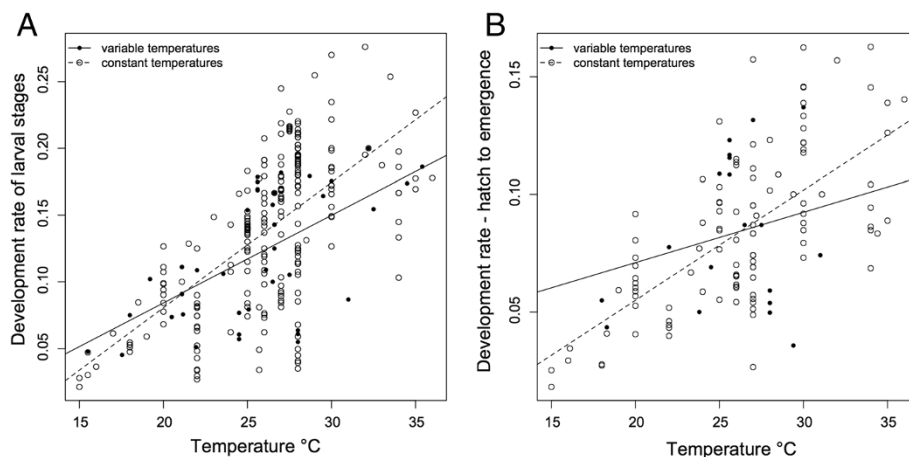 A
variable temperatures
constant temperatures
Development rate of larval stages
0.05
0.10
0.15
0.20
0.25
15
20
25
30
35
Temperature °C
B
variable temperatures
constant temperatures
Development rate - hatch to emergence
0.05
0.10
0.15
15
20
25
30
35
Temperature °C